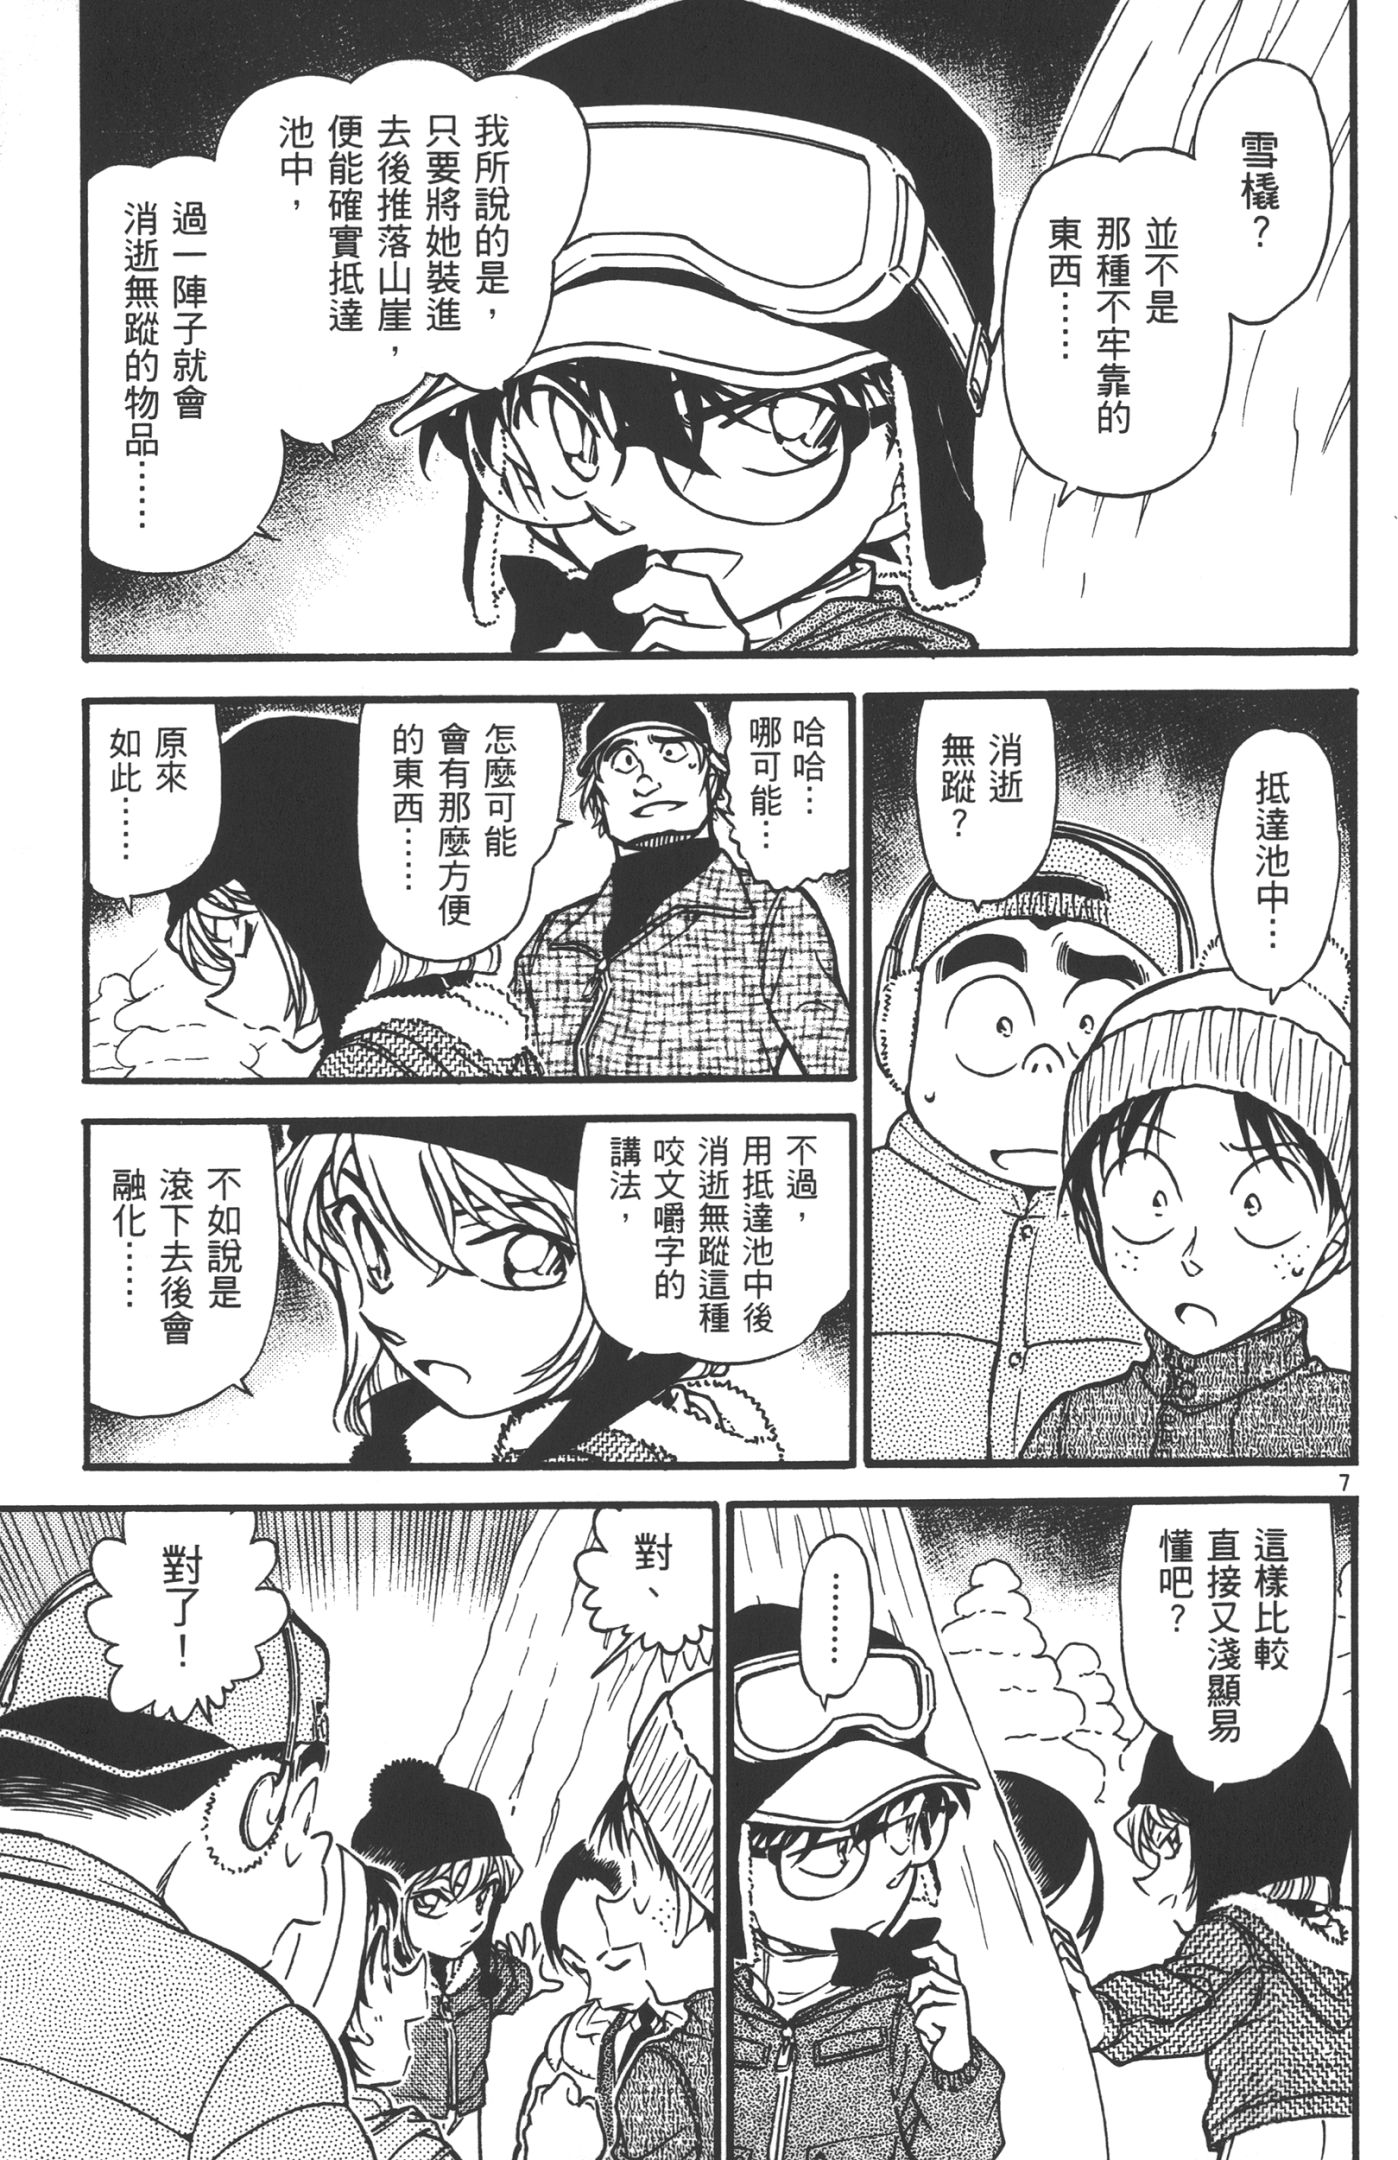 雪橇？
並不是
那種不牢靠的
東西……
我所說的是，
只要將她裝進
去後推落山崖，
便能確實抵達
池中，
過一陣子就會
消逝無蹤的物品……
抵達池中…
消逝
無蹤？
哈哈…
哪可能…
怎麼可能
會有那麼方便
的東西……
原來
如此……
不過，
用抵達池中後
消逝無蹤這種
咬文嚼字的
講法，
不如說是
滾下去後會
融化……
7
這樣比較
直接又淺顯易
懂吧？
……
對、
對了！